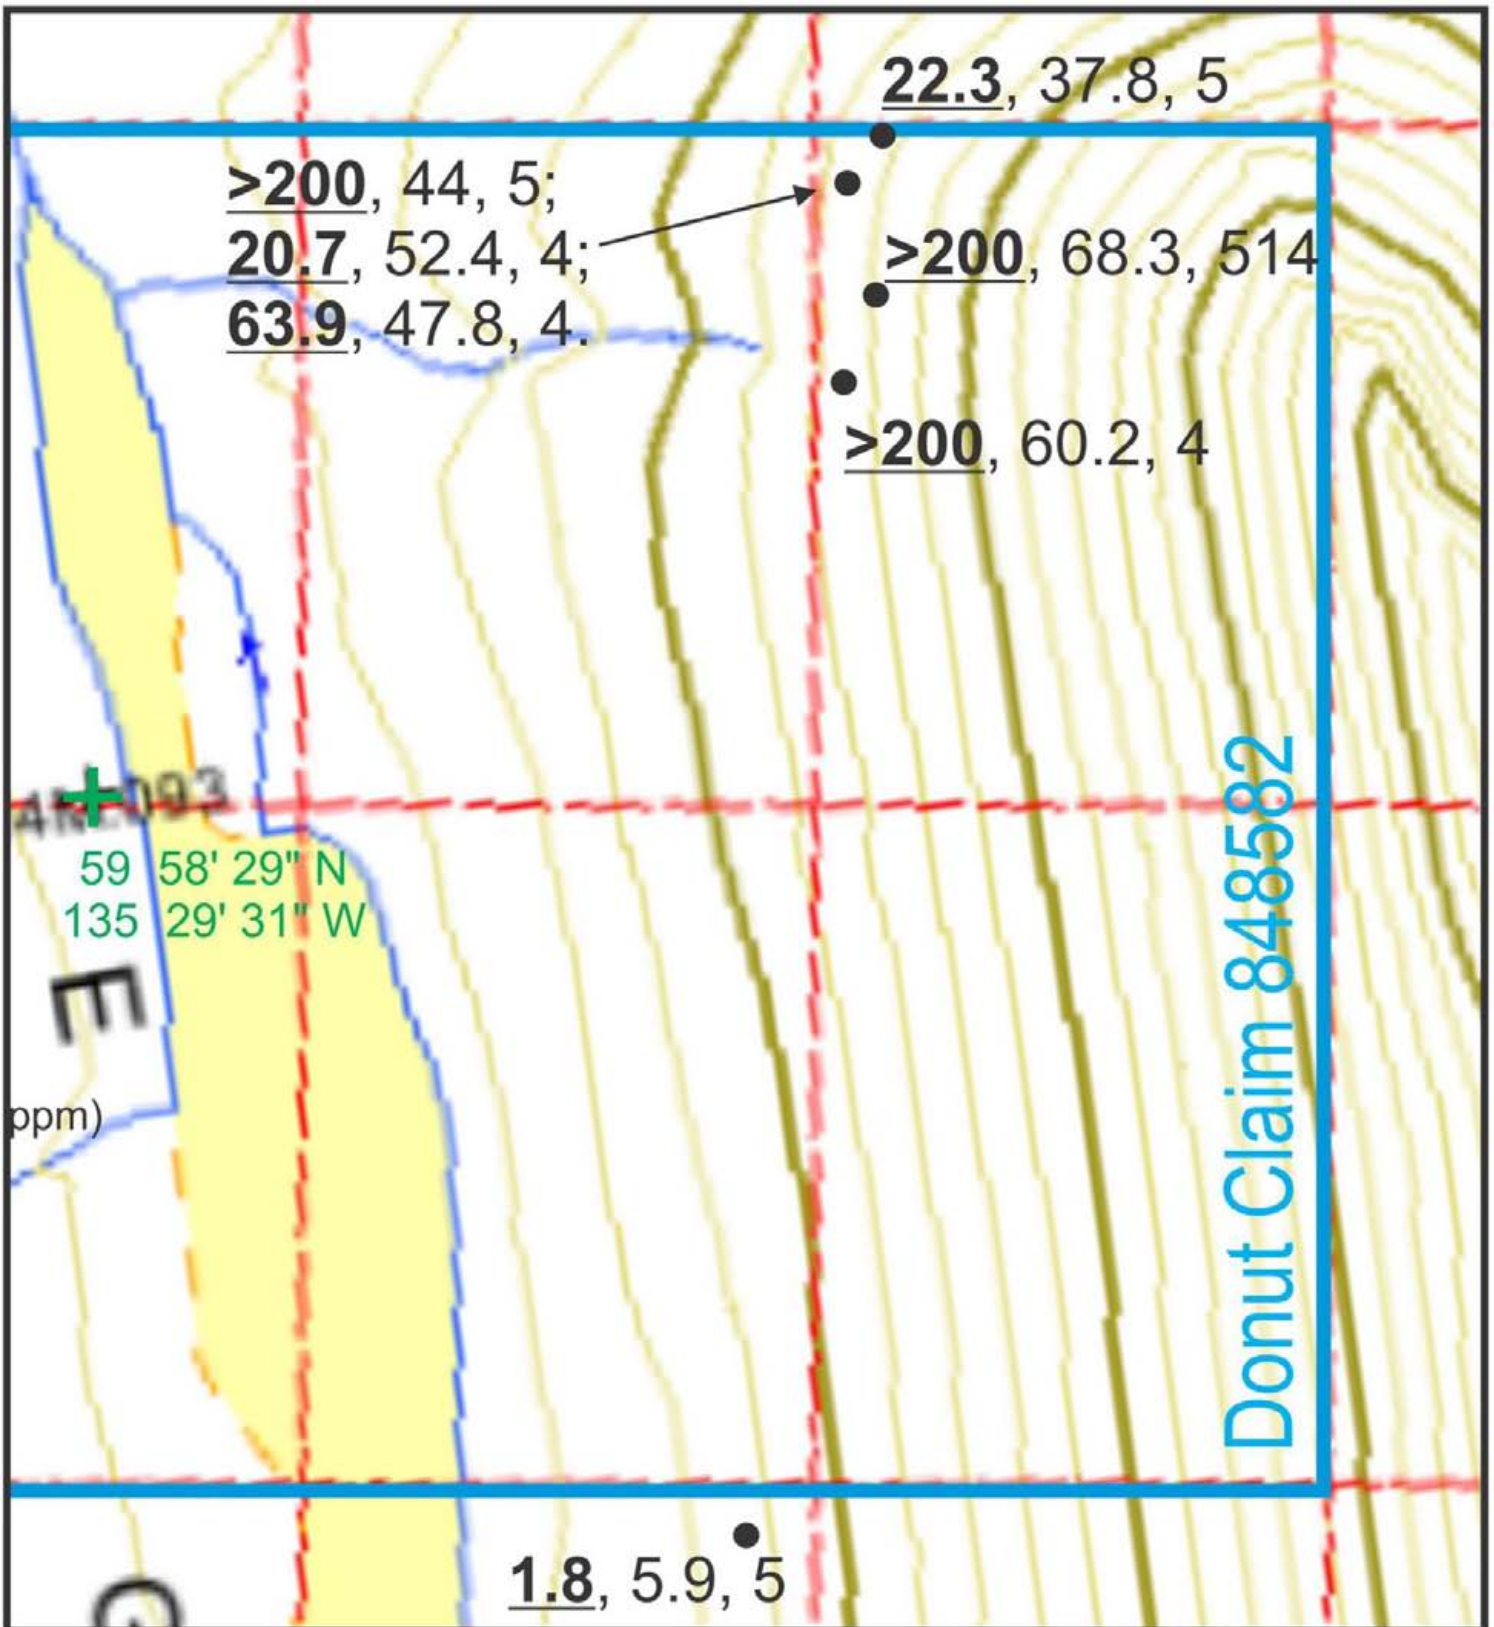 22.3, 37.8, 5
>200, 44, 5;
20.7, 52.4, 4;
63.9, 47.8, 4.
>200, 68.3, 514
>200, 60.2, 4
59 58' 29" N
135 29' 31" W
E
ppm)
Donut Claim 848582
1.8, 5.9, 5
G